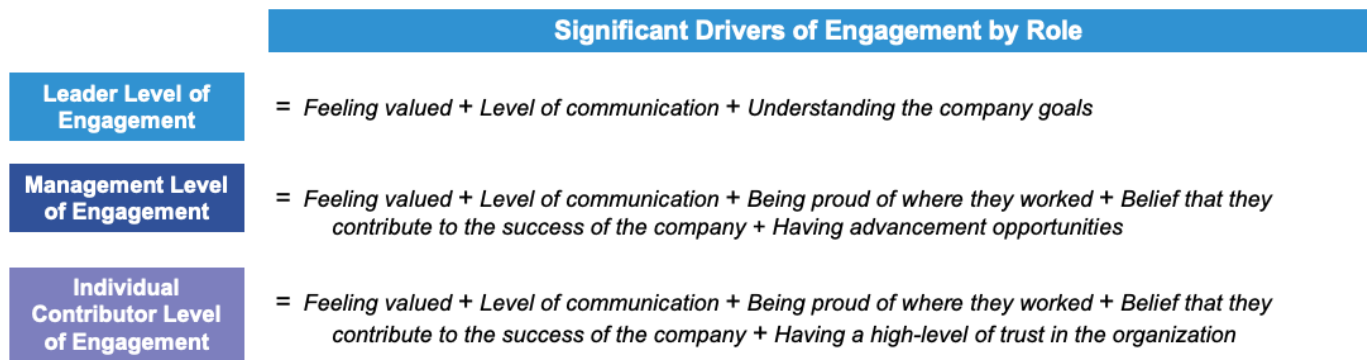 Significant Drivers of Engagement by Role
Leader Level of
Engagement
= Feeling valued + Level of communication + Understanding the company goals
Management Level
of Engagement
= Feeling valued + Level of communication + Being proud of where they worked + Belief that they
contribute to the success of the company + Having advancement opportunities
Individual
Contributor Level
of Engagement
= Feeling valued + Level of communication + Being proud of where they worked + Belief that they
contribute to the success of the company + Having a high-level of trust in the organization